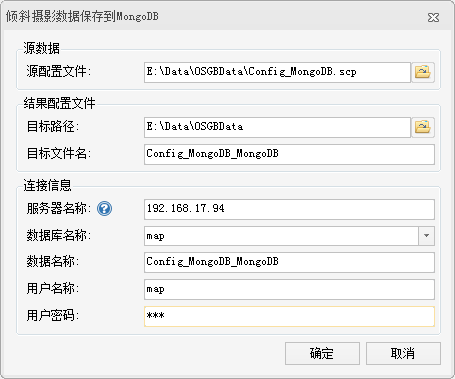 倾斜摄影数据保存到MongoDB
源数据
源配置文件: E:\Data\OSGBData\Config_MongoDB.scp
结果配置文件
目标路径: E:\Data\OSGBData
目标文件名: Config_MongoDB_MongoDB
连接信息
服务器名称: 192.168.17.94
数据库名称: map
数据名称: Config_MongoDB_MongoDB
用户名称: map
用户密码: ***
确定 取消